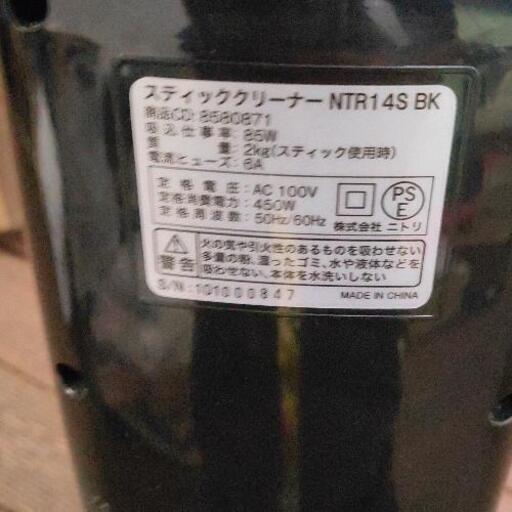 スティッククリーナー NTR14S BK
商品CD: 8580871
吸込仕事率: 85W
質　　　量: 2kg(スティック使用時)
電流ヒューズ: 6A
定格電圧: AC 100V
定格消費電力: 450W
定格周波数: 50Hz/60Hz
PS
E
株式会社 ニトリ
警告
火の気や引火性のあるものを吸わせない
多量の粉、湿ったゴミ、水や液体などを
吸わせない、本体を水洗いしない
S/N: 101000847
MADE IN CHINA